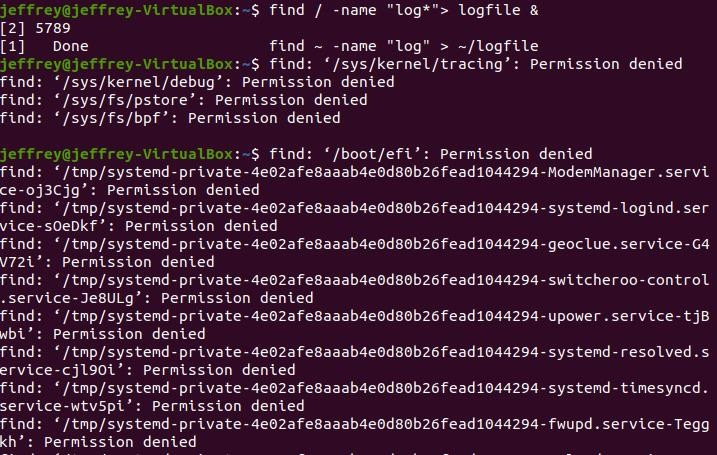 jeffrey@jeffrey-VirtualBox:~$ find / -name "log*"> logfile &
[2] 5789
[1]   Done                    find ~ -name "log" > ~/logfile
jeffrey@jeffrey-VirtualBox:~$ find: ‘/sys/kernel/tracing’: Permission denied
find: ‘/sys/kernel/debug’: Permission denied
find: ‘/sys/fs/pstore’: Permission denied
find: ‘/sys/fs/bpf’: Permission denied

jeffrey@jeffrey-VirtualBox:~$ find: ‘/boot/efi’: Permission denied
find: ‘/tmp/systemd-private-4e02afe8aaab4e0d80b26fead1044294-ModemManager.servi
ce-oj3Cjg’: Permission denied
find: ‘/tmp/systemd-private-4e02afe8aaab4e0d80b26fead1044294-systemd-logind.ser
vice-sOeDkf’: Permission denied
find: ‘/tmp/systemd-private-4e02afe8aaab4e0d80b26fead1044294-geoclue.service-G4
V72i’: Permission denied
find: ‘/tmp/systemd-private-4e02afe8aaab4e0d80b26fead1044294-switcheroo-control
.service-Je8ULg’: Permission denied
find: ‘/tmp/systemd-private-4e02afe8aaab4e0d80b26fead1044294-upower.service-tjB
wbi’: Permission denied
find: ‘/tmp/systemd-private-4e02afe8aaab4e0d80b26fead1044294-systemd-resolved.s
ervice-cjl9Oi’: Permission denied
find: ‘/tmp/systemd-private-4e02afe8aaab4e0d80b26fead1044294-systemd-timesyncd.
service-wtv5pi’: Permission denied
find: ‘/tmp/systemd-private-4e02afe8aaab4e0d80b26fead1044294-fwupd.service-Tegg
kh’: Permission denied